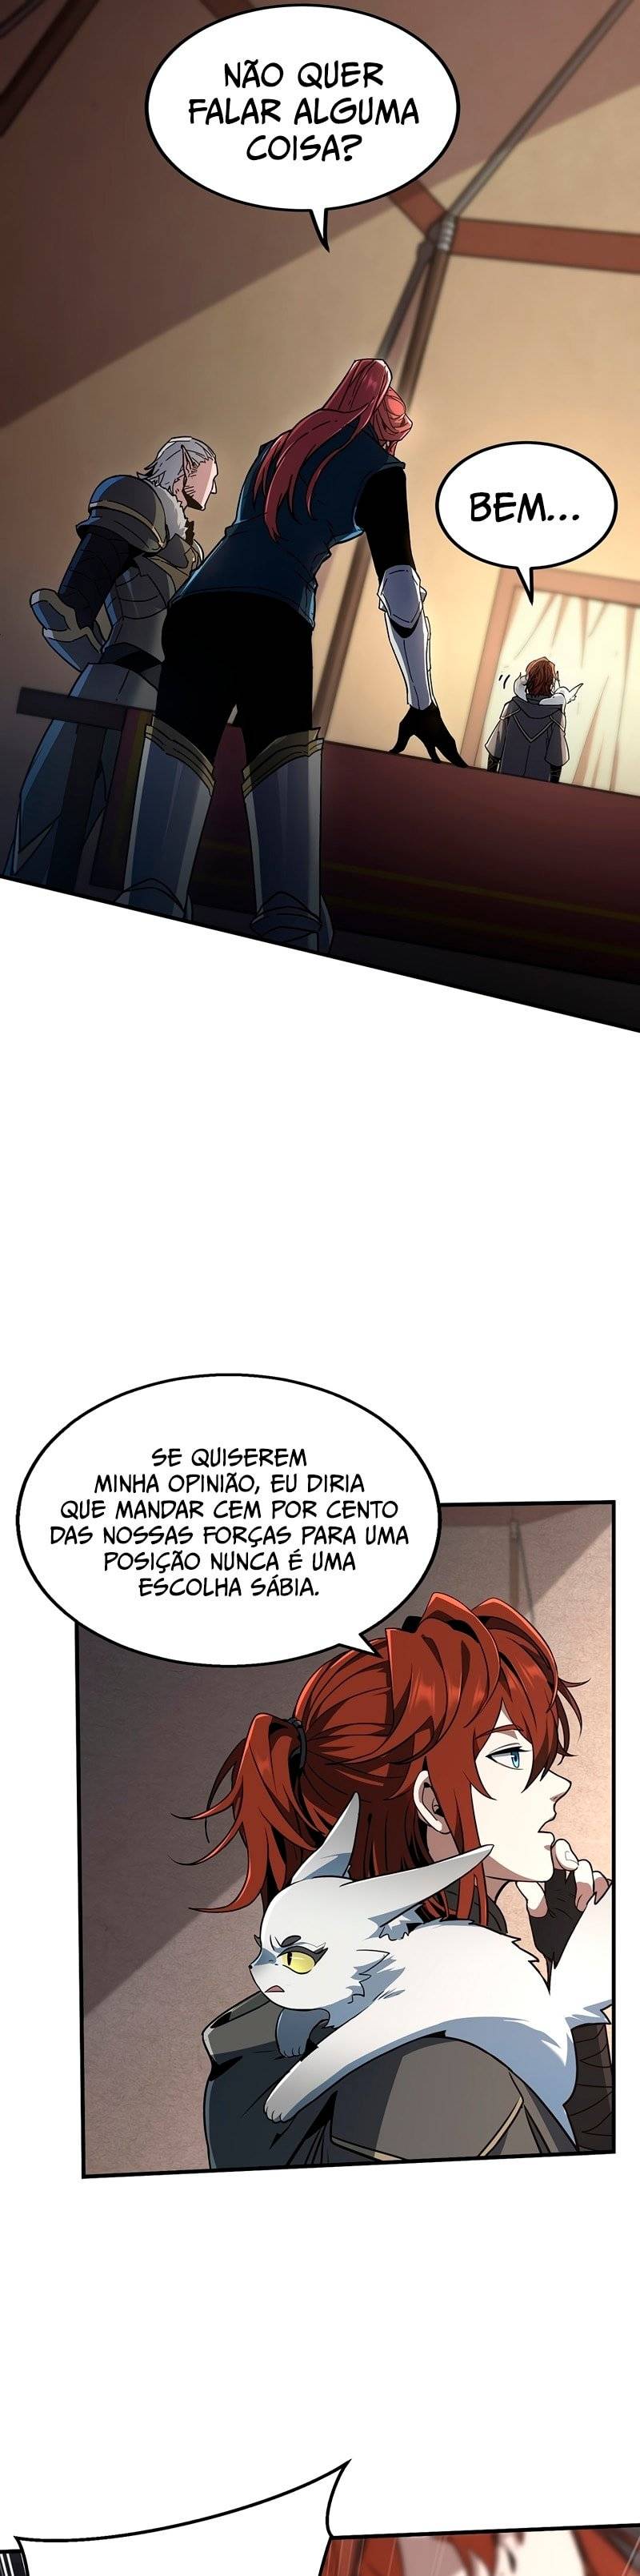 NÃO QUER
FALAR ALGUMA
COISA?
BEM...
SE QUISEREM
MINHA OPINIÃO, EU DIRIA
QUE MANDAR CEM POR CENTO
DAS NOSSAS FORÇAS PARA UMA
POSIÇÃO NUNCA É UMA
ESCOLHA SÁBIA.